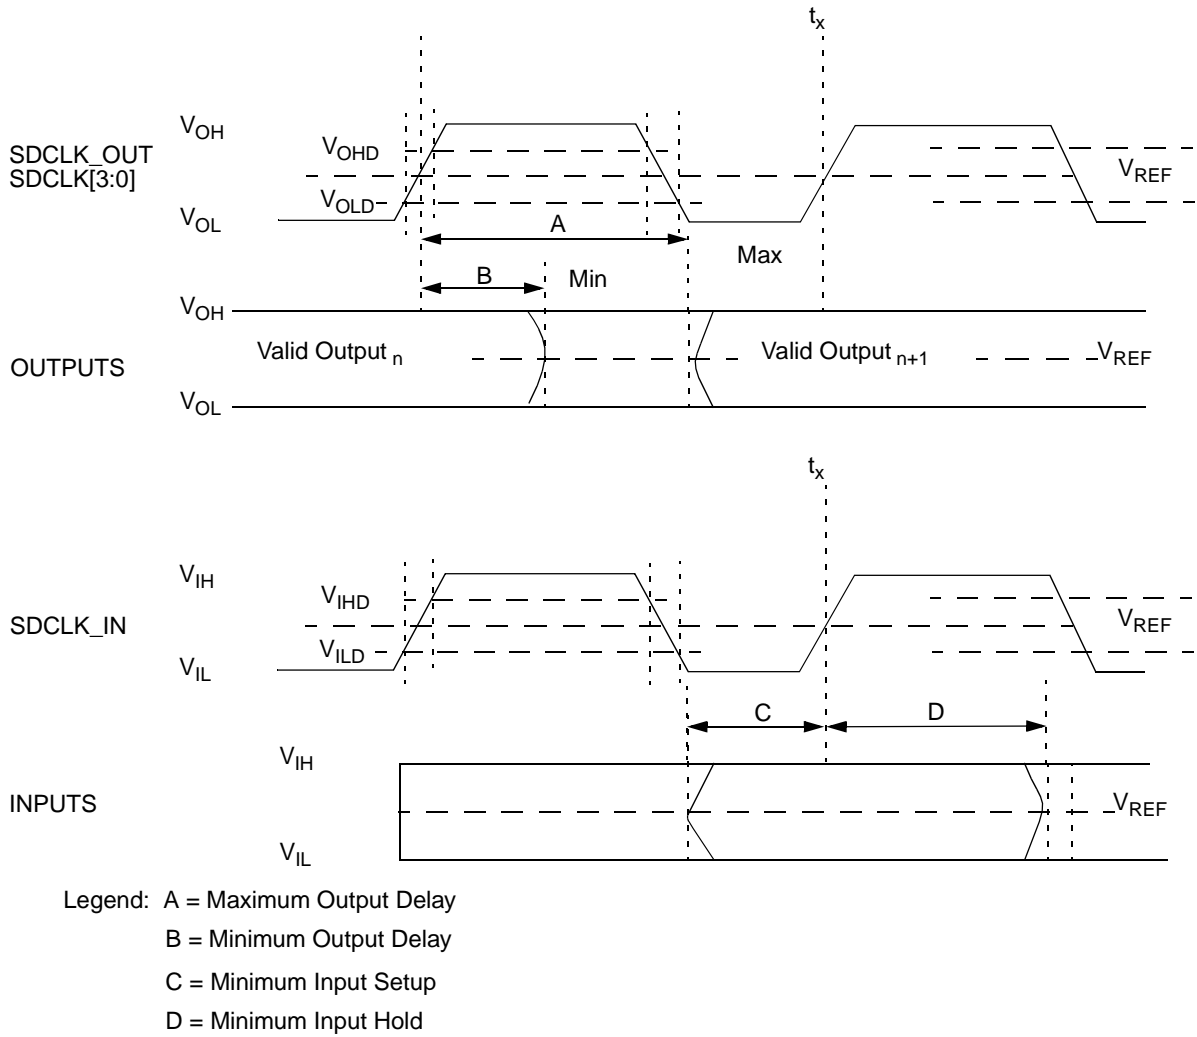 tx
VOH
SDCLK_OUT
SDCLK[3:0]
VOHD
VREF
VOLD
VOL
A
Max
B
Min
VOH
OUTPUTS
Valid Output n
Valid Output n+1
VREF
VOL
tx
VIH
VIHD
SDCLK_IN
VREF
VILD
VIL
C
D
VIH
INPUTS
VREF
VIL
Legend: A = Maximum Output Delay
B = Minimum Output Delay
C = Minimum Input Setup
D = Minimum Input Hold